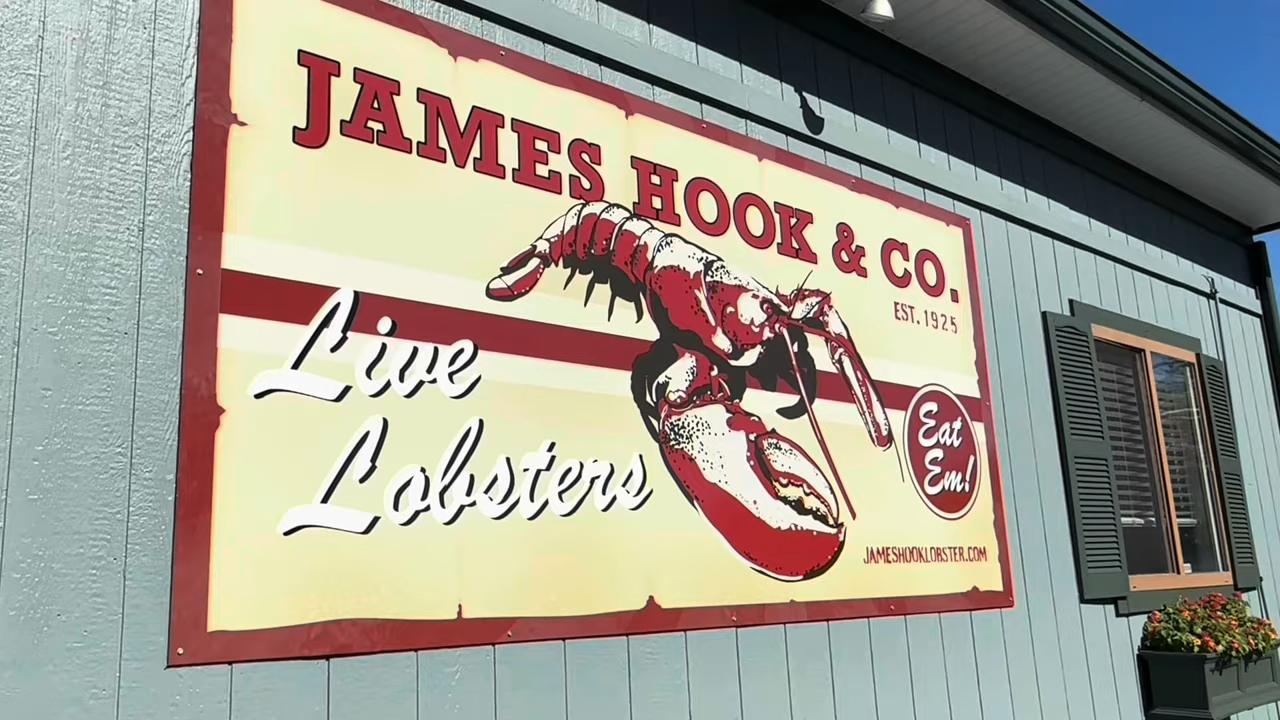 JAMES HOOK & CO.
EST. 1925
Live
Lobsters
Eat
Em!
JAMESHOOKLOBSTER.COM